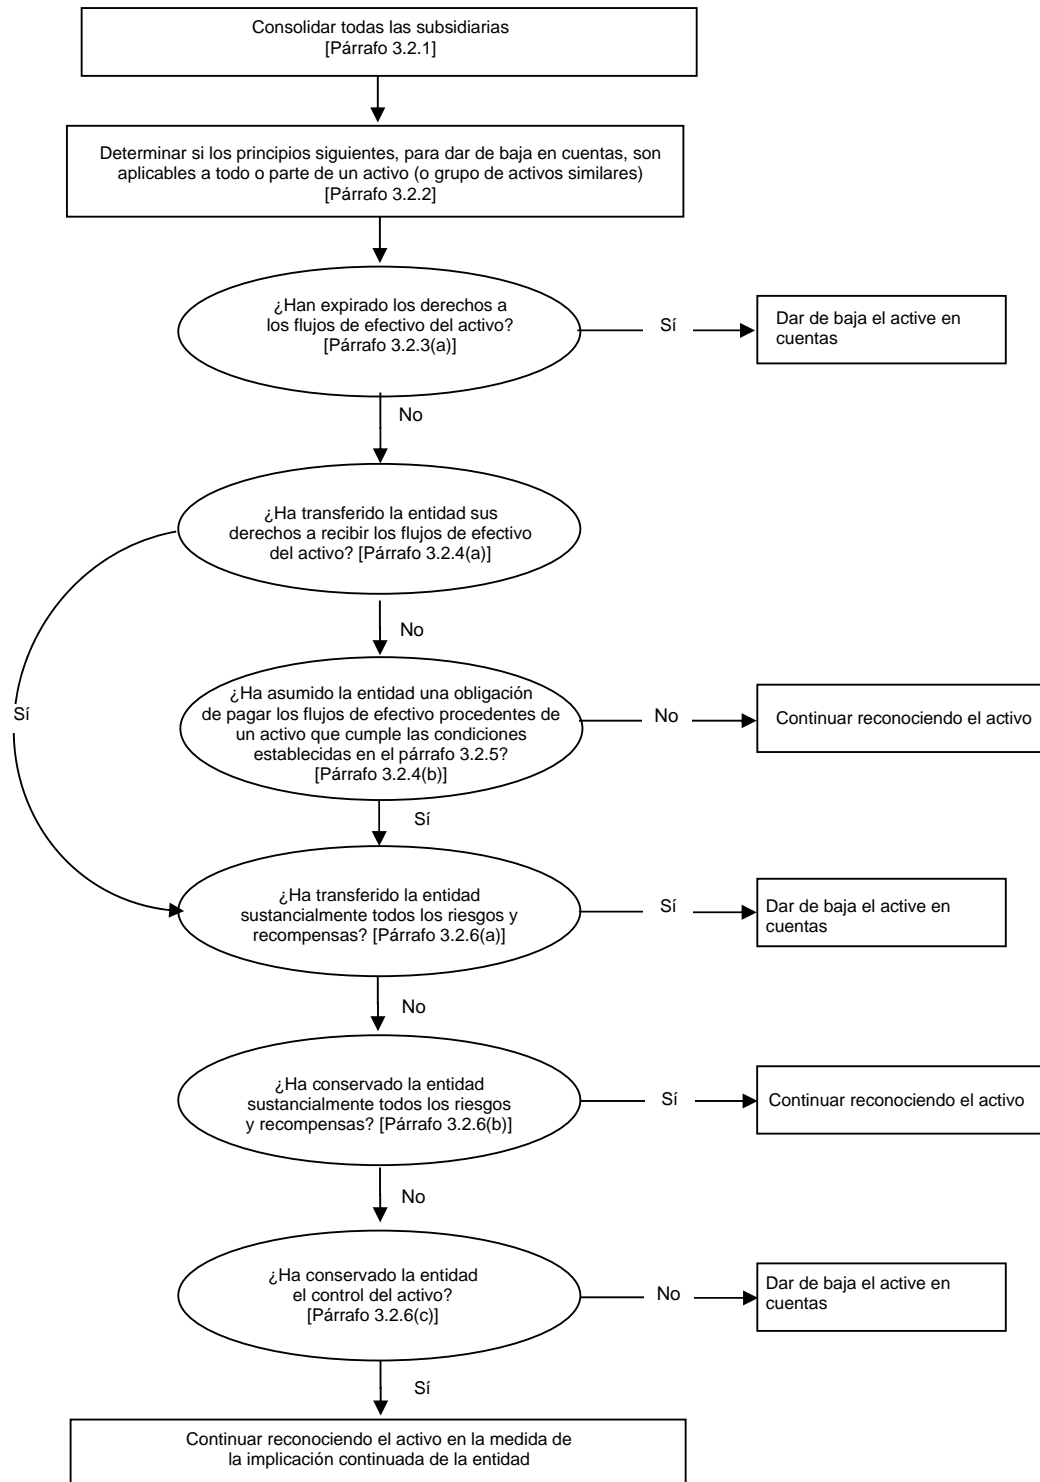 Consolidar todas las subsidiarias
[Párrafo 3.2.1]
Determinar si los principios siguientes, para dar de baja en cuentas, son
aplicables a todo o parte de un activo (o grupo de activos similares)
[Párrafo 3.2.2]
¿Han expirado los derechos a
los flujos de efectivo del activo?
[Párrafo 3.2.3(a)]
Sí
Dar de baja el active en
cuentas
No
¿Ha transferido la entidad sus
derechos a recibir los flujos de efectivo
del activo? [Párrafo 3.2.4(a)]
No
Sí
¿Ha asumido la entidad una obligación
de pagar los flujos de efectivo procedentes de
un activo que cumple las condiciones
establecidas en el párrafo 3.2.5?
[Párrafo 3.2.4(b)]
No
Continuar reconociendo el activo
Sí
¿Ha transferido la entidad
sustancialmente todos los riesgos y
recompensas? [Párrafo 3.2.6(a)]
Sí
Dar de baja el active en
cuentas
No
¿Ha conservado la entidad
sustancialmente todos los riesgos
y recompensas? [Párrafo 3.2.6(b)]
Sí
Continuar reconociendo el activo
No
¿Ha conservado la entidad
el control del activo?
[Párrafo 3.2.6(c)]
No
Dar de baja el active en
cuentas
Sí
Continuar reconociendo el activo en la medida de
la implicación continuada de la entidad